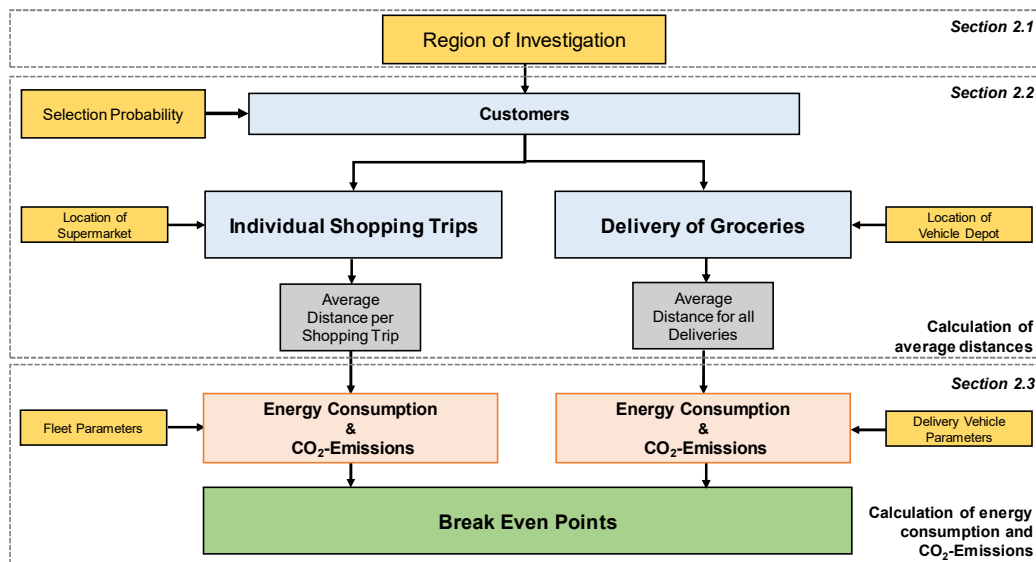 Section 2.1
Region of Investigation
Section 2.2
Selection Probability
Customers
Location of
Supermarket
Individual Shopping Trips
Delivery of Groceries
Location of
Vehicle Depot
Average
Distance per
Shopping Trip
Average
Distance for all
Deliveries
Calculation of
average distances
Section 2.3
Fleet Parameters
Energy Consumption
&
CO₂-Emissions
Energy Consumption
&
CO₂-Emissions
Delivery Vehicle
Parameters
Break Even Points
Calculation of energy
consumption and
CO₂-Emissions